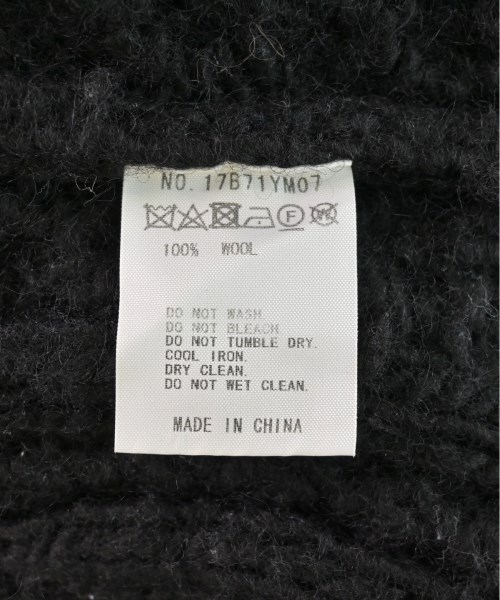 NO. 17B71YM07
F W
100% WOOL
DO NOT WASH
DO NOT BLEACH
DO NOT TUMBLE DRY.
COOL IRON.
DRY CLEAN.
DO NOT WET CLEAN.
MADE IN CHINA